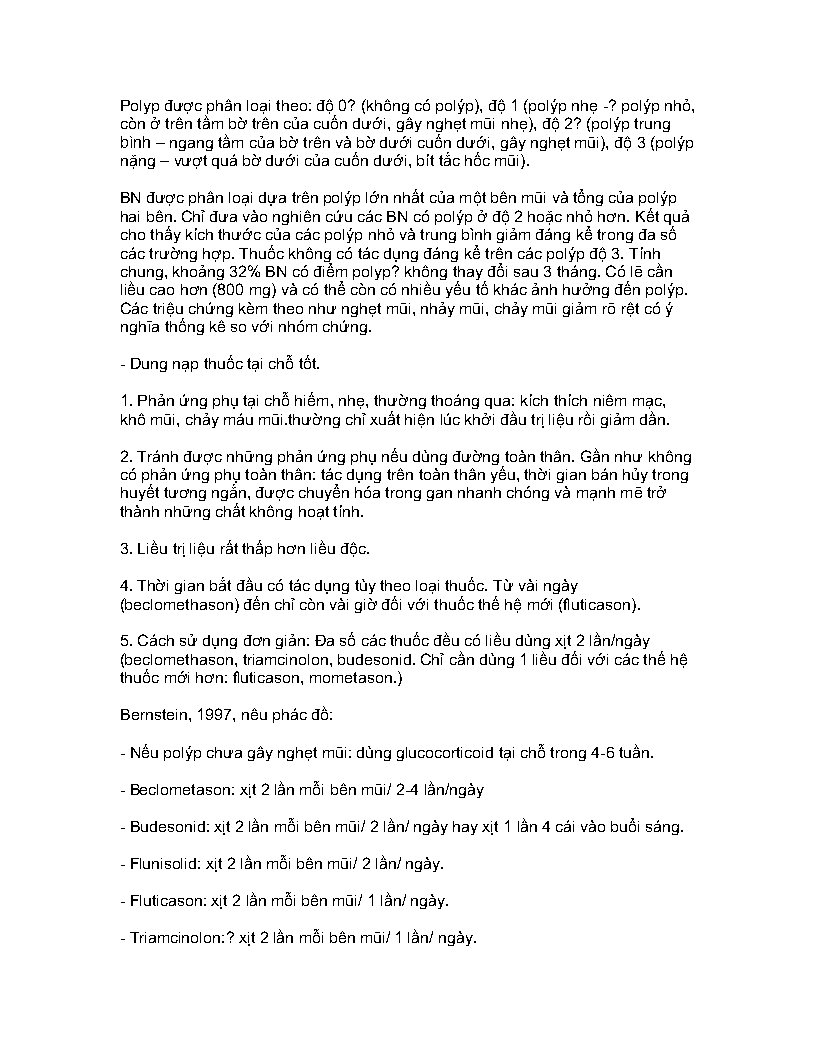 Polyp được phân loại theo: độ 0? (không có polýp), độ 1 (polýp nhẹ -? polýp nhỏ,
còn ở trên tầm bờ trên của cuốn dưới, gây nghẹt mũi nhẹ), độ 2? (polýp trung
bình – ngang tầm của bờ trên và bờ dưới cuốn dưới, gây nghẹt mũi), độ 3 (polýp
nặng – vượt quá bờ dưới của cuốn dưới, bít tắc hốc mũi).
BN được phân loại dựa trên polýp lớn nhất của một bên mũi và tổng của polýp
hai bên. Chỉ đưa vào nghiên cứu các BN có polýp ở độ 2 hoặc nhỏ hơn. Kết quả
cho thấy kích thước của các polýp nhỏ và trung bình giảm đáng kể trong đa số
các trường hợp. Thuốc không có tác dụng đáng kể trên các polýp độ 3. Tính
chung, khoảng 32% BN có điểm polyp? không thay đổi sau 3 tháng. Có lẽ cần
liều cao hơn (800 mg) và có thể còn có nhiều yếu tố khác ảnh hưởng đến polýp.
Các triệu chứng kèm theo như nghẹt mũi, nhảy mũi, chảy mũi giảm rõ rệt có ý
nghĩa thống kê so với nhóm chứng.
- Dung nạp thuốc tại chỗ tốt.
1. Phản ứng phụ tại chỗ hiếm, nhẹ, thường thoáng qua: kích thích niêm mạc,
khô mũi, chảy máu mũi.thường chỉ xuất hiện lúc khởi đầu trị liệu rồi giảm dần.
2. Tránh được những phản ứng phụ nếu dùng đường toàn thân. Gần như không
có phản ứng phụ toàn thân: tác dụng trên toàn thân yếu, thời gian bán hủy trong
huyết tương ngắn, được chuyển hóa trong gan nhanh chóng và mạnh mẽ trở
thành những chất không hoạt tính.
3. Liều trị liệu rất thấp hơn liều độc.
4. Thời gian bắt đầu có tác dụng tùy theo loại thuốc. Từ vài ngày
(beclomethason) đến chỉ còn vài giờ đối với thuốc thế hệ mới (fluticason).
5. Cách sử dụng đơn giản: Đa số các thuốc đều có liều dùng xịt 2 lần/ngày
(beclomethason, triamcinolon, budesonid. Chỉ cần dùng 1 liều đối với các thế hệ
thuốc mới hơn: fluticason, mometason.)
Bernstein, 1997, nêu phác đồ:
- Nếu polýp chưa gây nghẹt mũi: dùng glucocorticoid tại chỗ trong 4-6 tuần.
- Beclometason: xịt 2 lần mỗi bên mũi/ 2-4 lần/ngày
- Budesonid: xịt 2 lần mỗi bên mũi/ 2 lần/ ngày hay xịt 1 lần 4 cái vào buổi sáng.
- Flunisolid: xịt 2 lần mỗi bên mũi/ 2 lần/ ngày.
- Fluticason: xịt 2 lần mỗi bên mũi/ 1 lần/ ngày.
- Triamcinolon:? xịt 2 lần mỗi bên mũi/ 1 lần/ ngày.